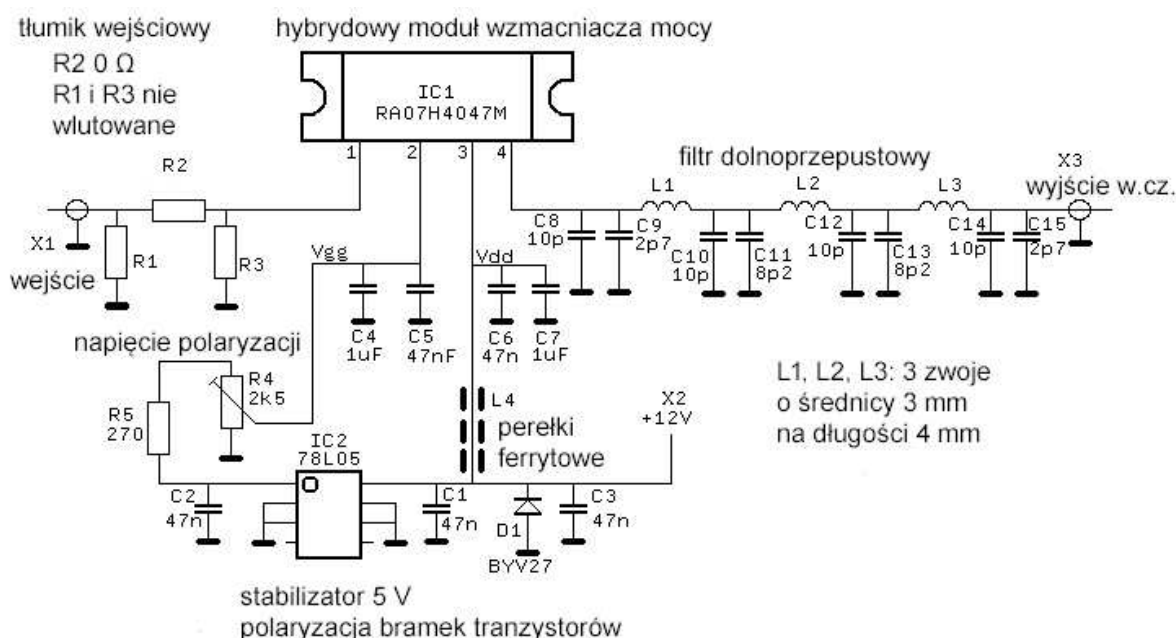 tłumik wejściowy
R2 0 Ω
R1 i R3 nie
wlutowane
hybrydowy moduł wzmacniacza mocy
IC1
RA07H4047M
1
2
3
4
R2
X1
R1
R3
wejście
filtr dolnoprzepustowy
L1
L2
L3
X3
wyjście w.cz.
C8
10p
C9
2p7
C10
10p
C11
8p2
C12
10p
C13
8p2
C14
10p
C15
2p7
Vgg
Vdd
C4
1uF
C5
47nF
C6
47n
C7
1uF
napięcie polaryzacji
R4
2K5
R5
270
L4
perełki
ferrytowe
X2
+12V
L1, L2, L3: 3 zwoje
o średnicy 3 mm
na długości 4 mm
IC2
78L05
C2
47n
C1
47n
D1
BYV27
C3
47n
stabilizator 5 V
polaryzacja bramek tranzystorów